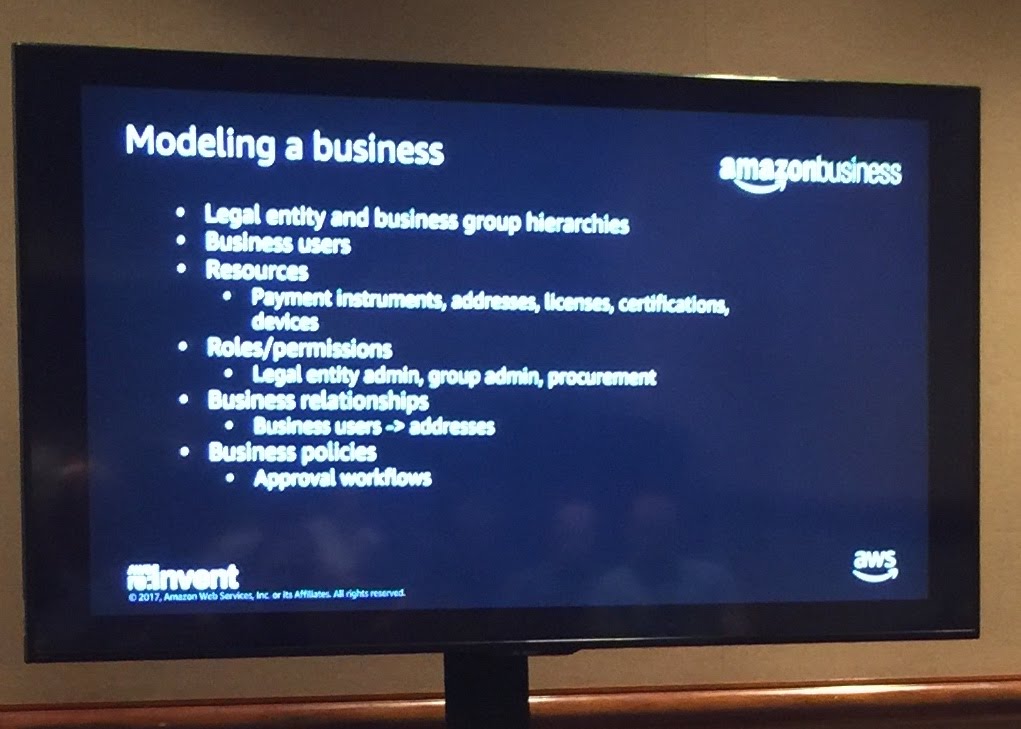 Modeling a business
amazonbusiness
• Legal entity and business group hierarchies
• Business users
• Resources
• Payment instruments, addresses, licenses, certifications,
devices
• Roles/permissions
• Legal entity admin, group admin, procurement
• Business relationships
• Business users -> addresses
• Business policies
• Approval workflows
aws
re:Invent
© 2017, Amazon Web Services, Inc. or its Affiliates. All rights reserved.
aws